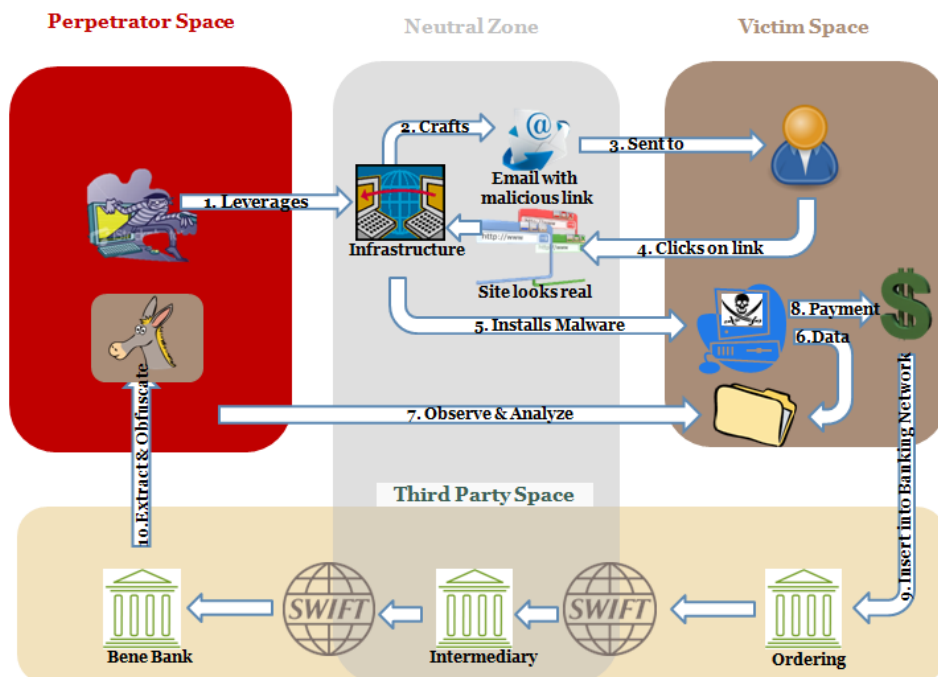 Perpetrator Space
Neutral Zone
Victim Space
2. Crafts
@
3. Sent to
Email with
malicious link
1. Leverages
Infrastructure
http://www
Site looks real
4. Clicks on link
5. Installs Malware
8. Payment
6.Data
$
7. Observe & Analyze
10.Extract & Obfuscate
9. Insert into Banking Network
Third Party Space
SWIFT
SWIFT
Bene Bank
Intermediary
Ordering